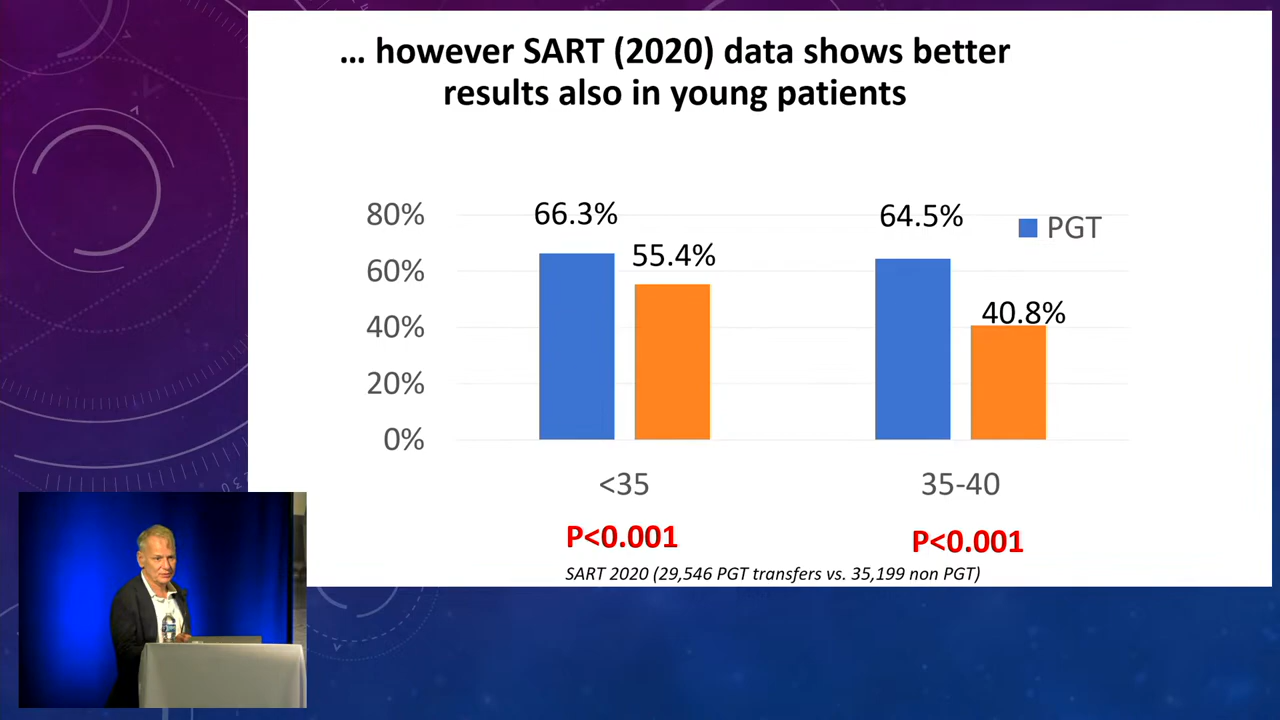 ... however SART (2020) data shows better
results also in young patients
80%
60%
40%
20%
0%
66.3%
55.4%
64.5%
40.8%
PGT
<35
35-40
P<0.001
P<0.001
SART 2020 (29,546 PGT transfers vs. 35,199 non PGT)
230